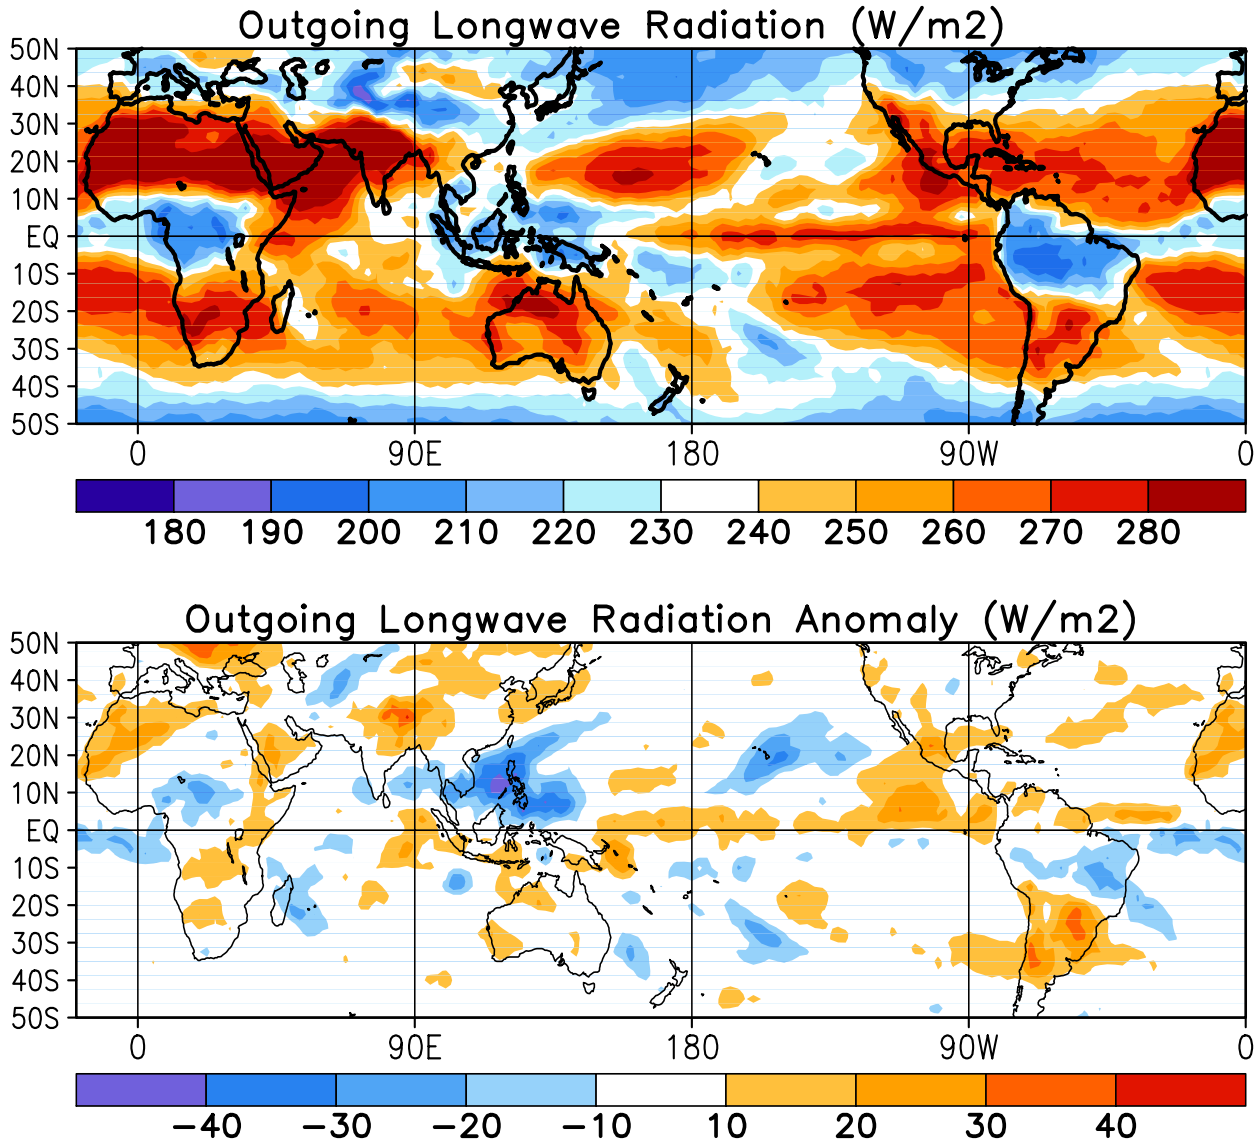 Outgoing Longwave Radiation (W/m2)
50N
40N
30N
20N
10N
EQ
10S
20S
30S
40S
50S
0 90E 180 90W 0
180 190 200 210 220 230 240 250 260 270 280
Outgoing Longwave Radiation Anomaly (W/m2)
50N
40N
30N
20N
10N
EQ
10S
20S
30S
40S
50S
0 90E 180 90W 0
−40 −30 −20 −10 10 20 30 40